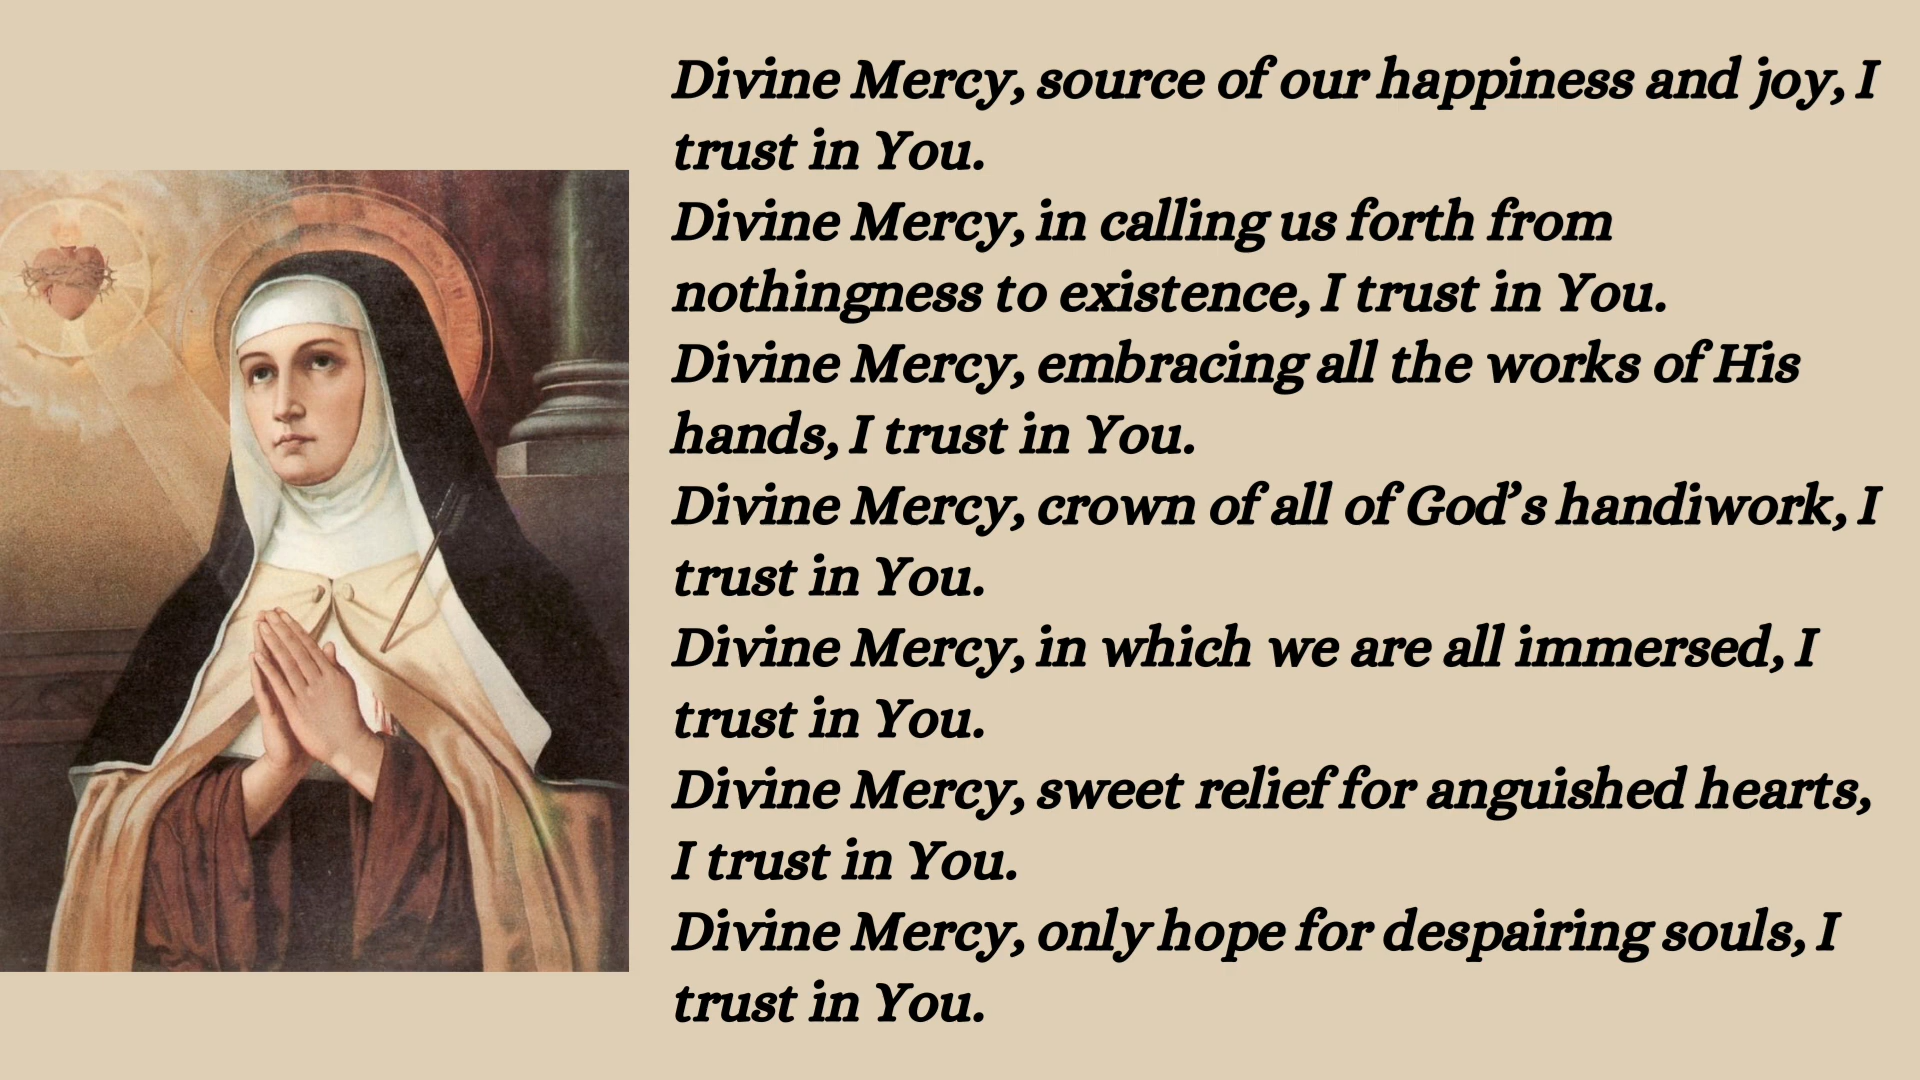 Divine Mercy, source of our happiness and joy, I
trust in You.
Divine Mercy, in calling us forth from
nothingness to existence, I trust in You.
Divine Mercy, embracing all the works of His
hands, I trust in You.
Divine Mercy, crown of all of God’s handiwork, I
trust in You.
Divine Mercy, in which we are all immersed, I
trust in You.
Divine Mercy, sweet relief for anguished hearts,
I trust in You.
Divine Mercy, only hope for despairing souls, I
trust in You.